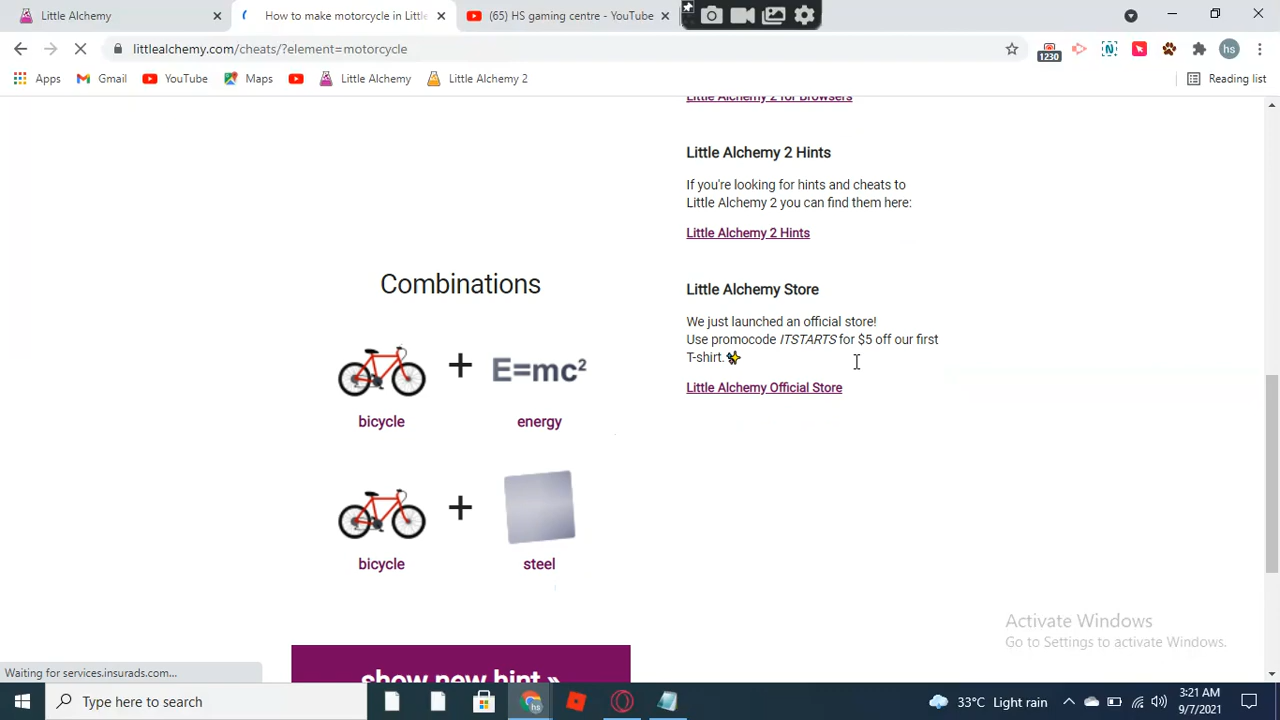 Little Alchemy
How to make motorcycle in Little
(65) HS gaming centre - YouTube
littlealchemy.com/cheats/?element=motorcycle
hs
1230
Apps
Gmail
YouTube
Maps
Little Alchemy
Little Alchemy 2
Reading list
Little Alchemy 2 for Browsers
Little Alchemy 2 Hints
If you're looking for hints and cheats to
Little Alchemy 2 you can find them here:
Little Alchemy 2 Hints
Combinations
Little Alchemy Store
We just launched an official store!
Use promocode ITSTARTS for $5 off our first
T-shirt.
Little Alchemy Official Store
+
E=mc²
bicycle
energy
+
bicycle
steel
show new hint »
Activate Windows
Go to Settings to activate Windows.
Waiting for services.insurads.com...
Type here to search
hs
33°C Light rain
3:21 AM
9/7/2021